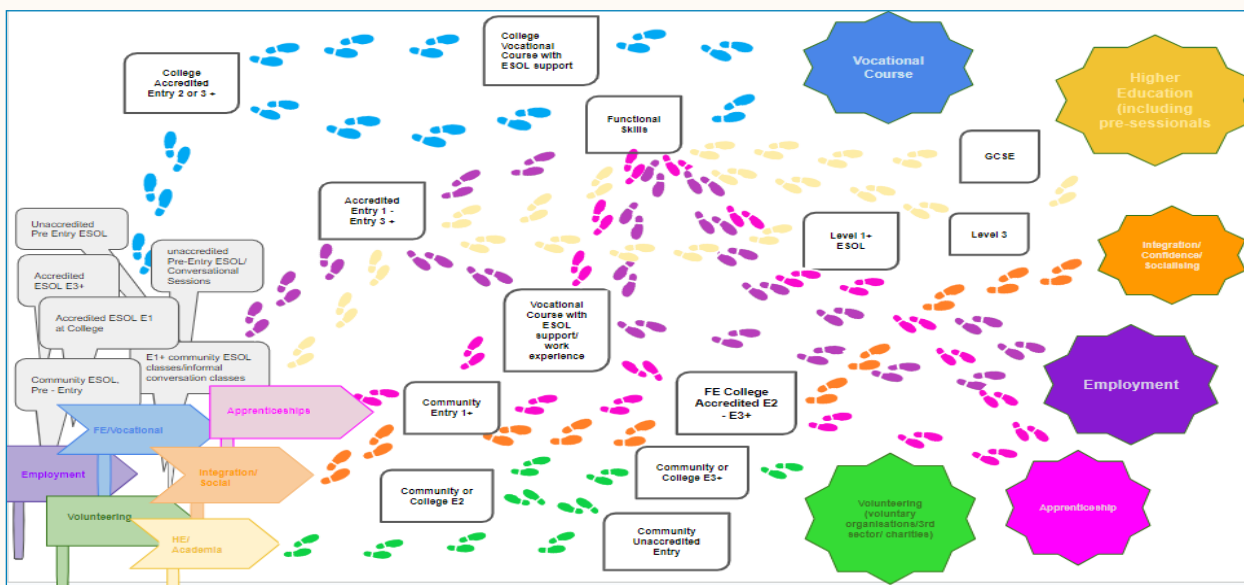 College
Accredited
Entry 2 or 3 +
College
Vocational
Course with
ESOL support
Vocational
Course
Higher
Education
(including
pre-sessionals
Functional
Skills
GCSE
Accredited
Entry 1 -
Entry 3 +
Level 1+
ESOL
Level 3
Integration/
Confidence/
Socialising
Unaccredited
Pre Entry ESOL
unaccredited
Pre-Entry ESOL/
Conversational
Sessions
Accredited
ESOL E3+
Accredited ESOL E1
at College
E1+ community ESOL
classes/informal
conversation classes
Community ESOL,
Pre - Entry
Vocational
Course with
ESOL
support/
work
experience
Employment
Community
Entry 1+
FE College
Accredited E2
- E3+
Apprenticeships
FE/Vocational
Employment
Integration/
Social
Volunteering
HE/
Academia
Community or
College E2
Community or
College E3+
Community
Unaccredited
Entry
Volunteering
(voluntary
organisations/3rd
sector/ charities)
Apprenticeship